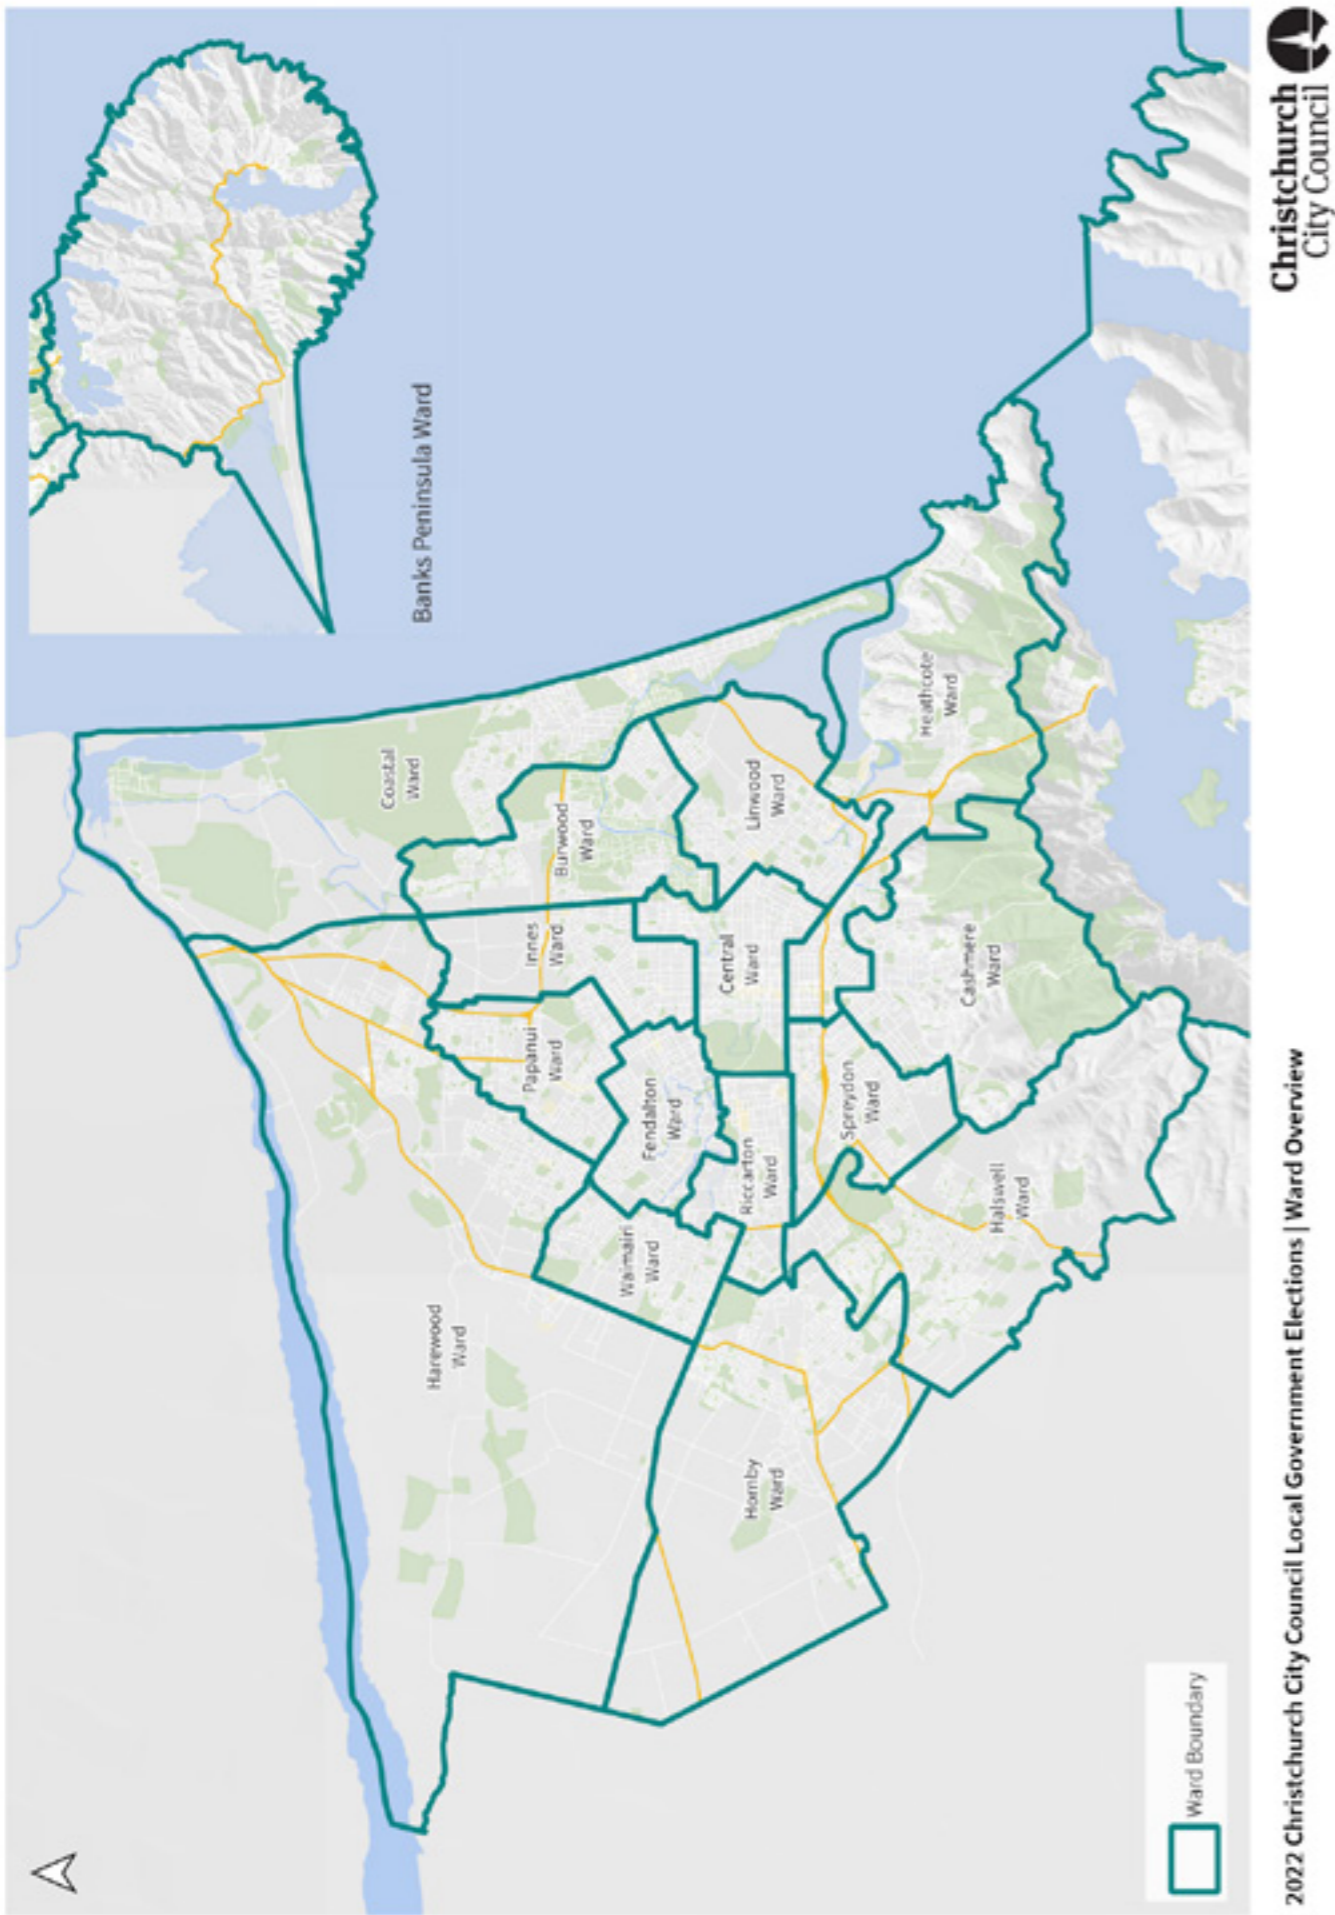 Banks Peninsula Ward
Coastal
Ward
Burwood
Ward
Innes
Ward
Papanui
Ward
Harewood
Ward
Waimairi
Ward
Fendalton
Ward
Riccarton
Ward
Central
Ward
Linwood
Ward
Heathcote
Ward
Spreydon
Ward
Cashmere
Ward
Halswell
Ward
Hornby
Ward
Ward Boundary
2022 Christchurch City Council Local Government Elections | Ward Overview
Christchurch
City Council